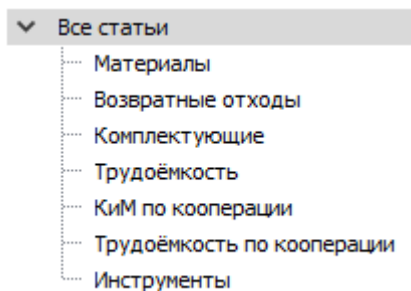 Все статьи
Материалы
Возвратные отходы
Комплектующие
Трудоёмкость
КиМ по кооперации
Трудоёмкость по кооперации
Инструменты